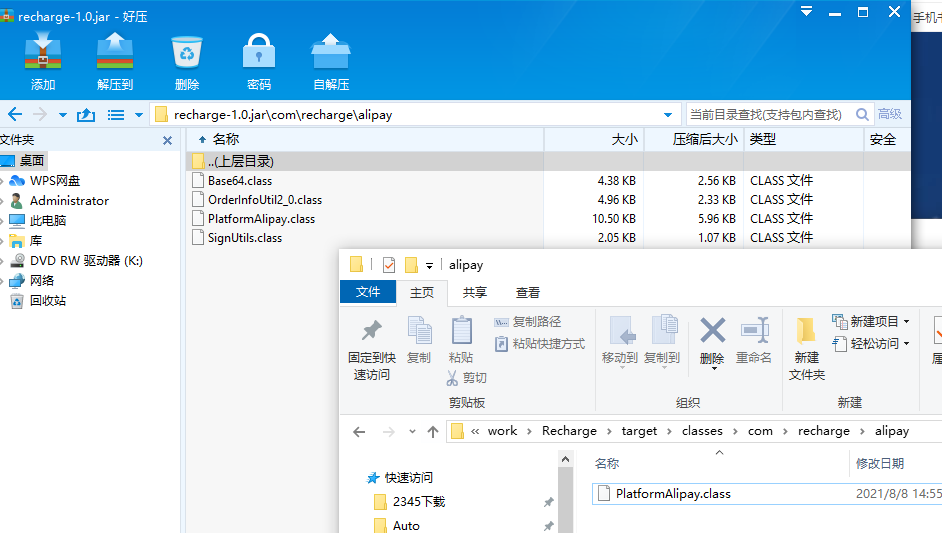 recharge-1.0.jar - 好压
手机
添加 解压到 删除 密码 自解压
recharge-1.0.jar\com\recharge\alipay 当前目录查找(支持包内查找) 高级
文件夹 名称 大小 压缩后大小 类型 安全
桌面 ..(上层目录)
WPS网盘 Base64.class 4.38 KB 2.56 KB CLASS 文件
Administrator OrderInfoUtil2_0.class 4.96 KB 2.33 KB CLASS 文件
此电脑 PlatformAlipay.class 10.50 KB 5.96 KB CLASS 文件
库 SignUtils.class 2.05 KB 1.07 KB CLASS 文件
DVD RW 驱动器 (K:)
网络
回收站
alipay
文件 主页 共享 查看
固定到快速访问
复制
粘贴
复制路径
粘贴快捷方式
剪切
剪贴板
移动到 复制到 删除 重命名
组织
新建
文件夹
新建项目
轻松访问
新建
« work › Recharge › target › classes › com › recharge › alipay
快速访问 名称 修改日期
2345下载 PlatformAlipay.class 2021/8/8 14:55
Auto